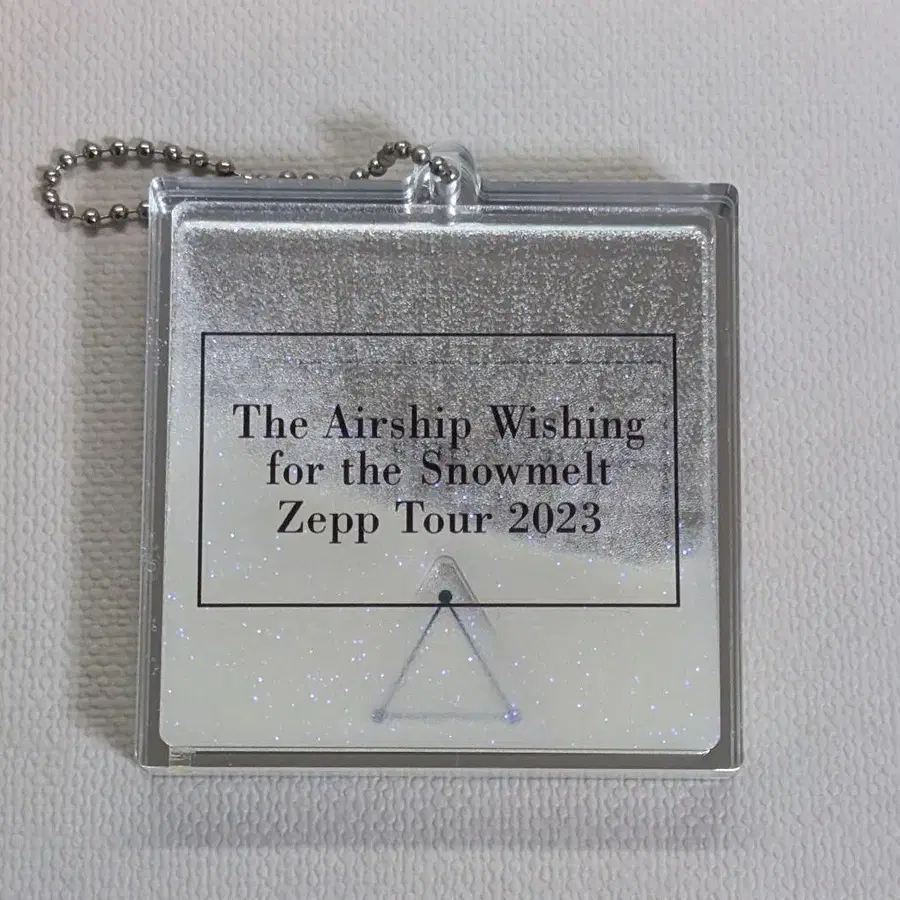 The Airship Wishing
for the Snowmelt
Zepp Tour 2023